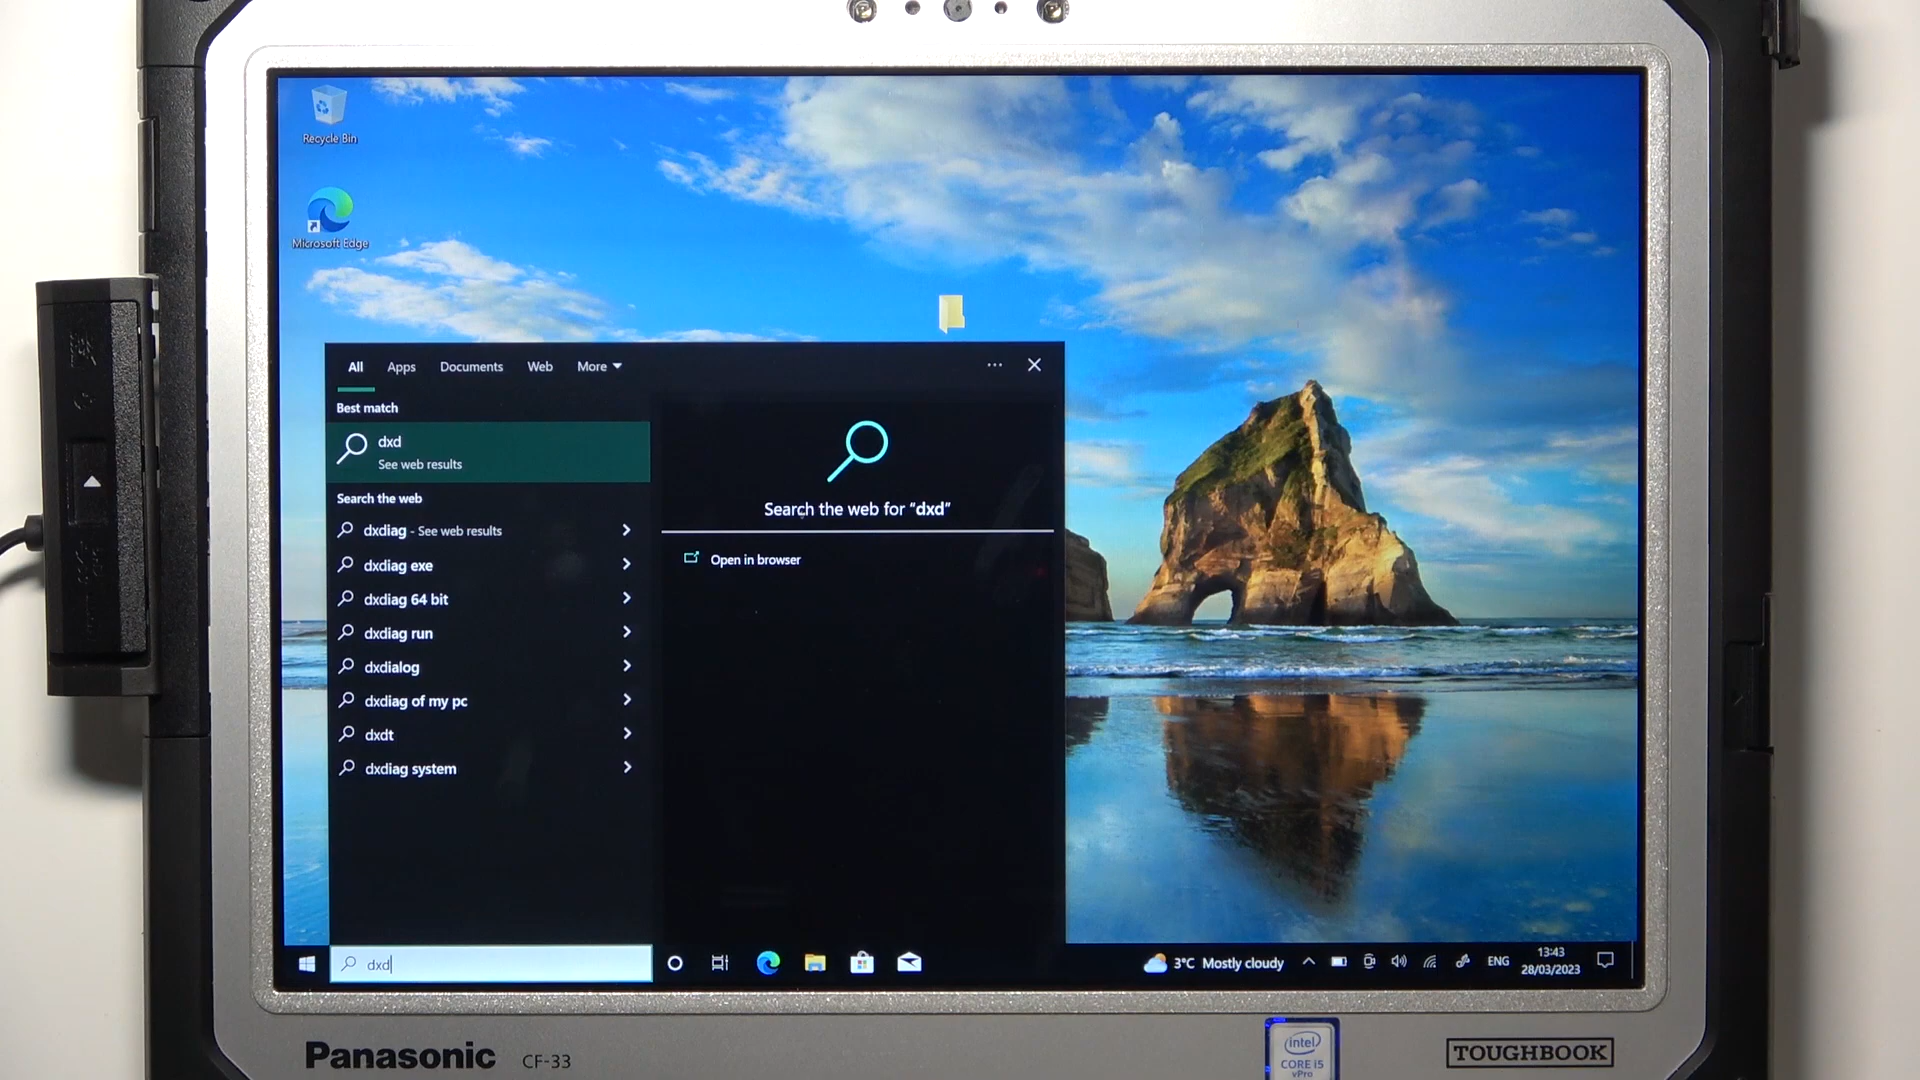 Recycle Bin
Microsoft Edge
All Apps Documents Web More
Best match
dxd
See web results
Search the web
dxdiag - See web results
dxdiag exe
dxdiag 64 bit
dxdiag run
dxdialog
dxdiag of my pc
dxdt
dxdiag system
Search the web for "dxd"
Open in browser
dxd
3°C Mostly cloudy
ENG
13:43
28/03/2023
Panasonic CF-33
intel
CORE i5
vPro
TOUGHBOOK